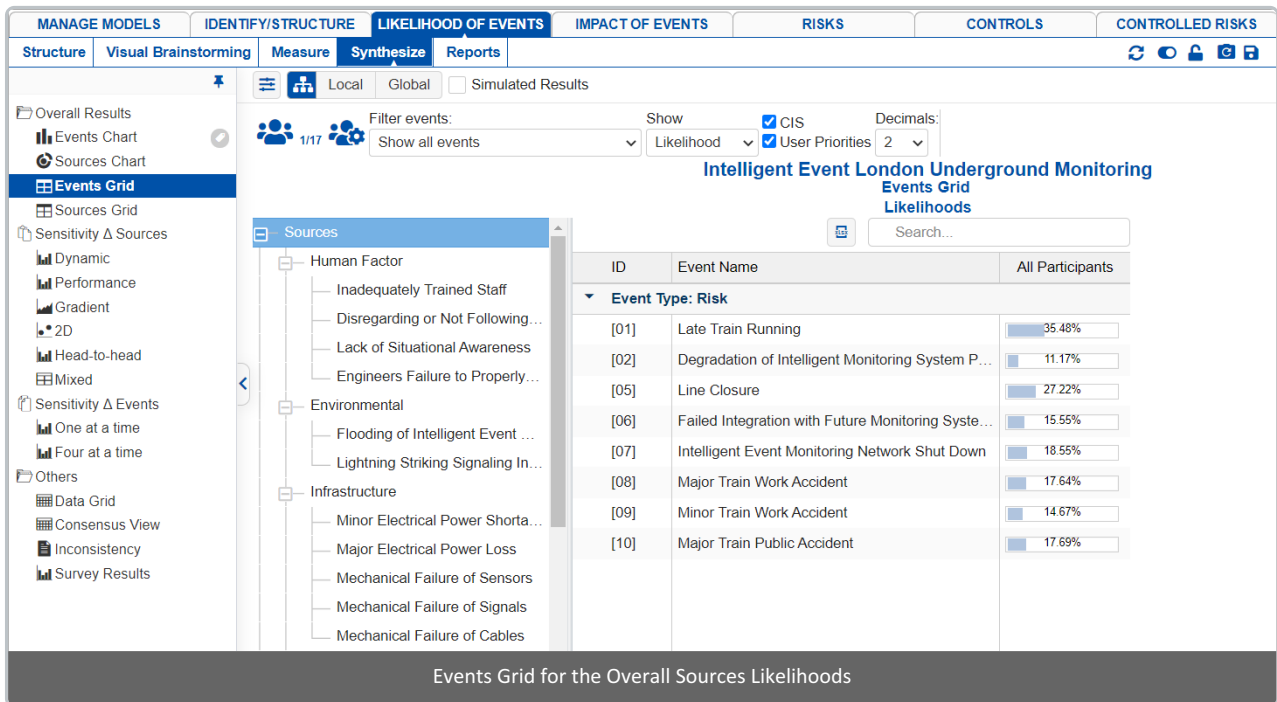 MANAGE MODELS IDENTIFY/STRUCTURE LIKELIHOOD OF EVENTS IMPACT OF EVENTS RISKS CONTROLS CONTROLLED RISKS
Structure Visual Brainstorming Measure Synthesize Reports
Local Global Simulated Results
Overall Results
Events Chart
Sources Chart
Events Grid
Sources Grid
Sensitivity Δ Sources
Dynamic
Performance
Gradient
2D
Head-to-head
Mixed
Sensitivity Δ Events
One at a time
Four at a time
Others
Data Grid
Consensus View
Inconsistency
Survey Results
1/17
Filter events: Show CIS Decimals:
Show all events Likelihood User Priorities 2
Intelligent Event London Underground Monitoring
Events Grid
Likelihoods
Search...
Sources
Human Factor
Inadequately Trained Staff
Disregarding or Not Following...
Lack of Situational Awareness
Engineers Failure to Properly...
Environmental
Flooding of Intelligent Event ...
Lightning Striking Signaling In...
Infrastructure
Minor Electrical Power Shorta...
Major Electrical Power Loss
Mechanical Failure of Sensors
Mechanical Failure of Signals
Mechanical Failure of Cables
ID Event Name All Participants
Event Type: Risk
[01] Late Train Running 35.48%
[02] Degradation of Intelligent Monitoring System P... 11.17%
[05] Line Closure 27.22%
[06] Failed Integration with Future Monitoring Syste... 15.55%
[07] Intelligent Event Monitoring Network Shut Down 18.55%
[08] Major Train Work Accident 17.64%
[09] Minor Train Work Accident 14.67%
[10] Major Train Public Accident 17.69%
Events Grid for the Overall Sources Likelihoods